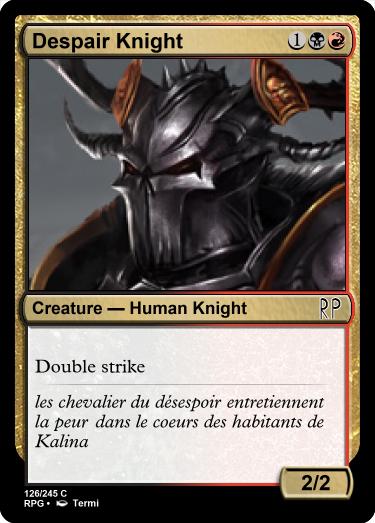 Despair Knight 1
Creature — Human Knight RP
Double strike
les chevalier du désespoir entretiennent
la peur dans le coeurs des habitants de
Kalina
2/2
126/245 C
RPG • Termi